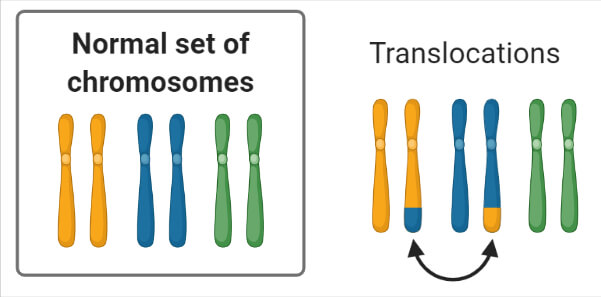 Normal set of
chromosomes
Translocations